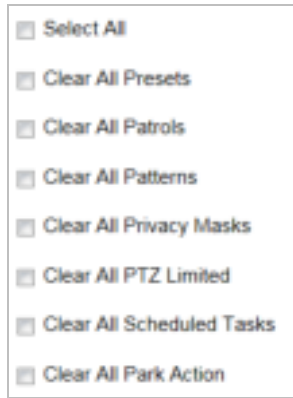 Select All
Clear All Presets
Clear All Patrols
Clear All Patterns
Clear All Privacy Masks
Clear All PTZ Limited
Clear All Scheduled Tasks
Clear All Park Action